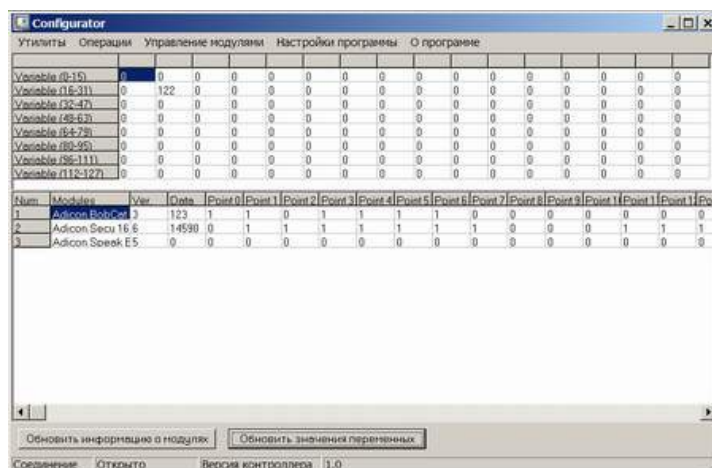 Configurator
Утилиты Операции Управление модулями Настройки программы О программе
Variable (0-15) 0 0 0 0 0 0 0 0 0 0 0 0 0 0 0 0
Variable (16-31) 0 122 0 0 0 0 0 0 0 0 0 0 0 0 0 0
Variable (32-47) 0 0 0 0 0 0 0 0 0 0 0 0 0 0 0 0
Variable (48-63) 0 0 0 0 0 0 0 0 0 0 0 0 0 0 0 0
Variable (64-79) 0 0 0 0 0 0 0 0 0 0 0 0 0 0 0 0
Variable (80-95) 0 0 0 0 0 0 0 0 0 0 0 0 0 0 0 0
Variable (96-111) 0 0 0 0 0 0 0 0 0 0 0 0 0 0 0 0
Variable (112-127) 0 0 0 0 0 0 0 0 0 0 0 0 0 0 0 0
Num Modules Ver. Data Point 0 Point 1 Point 2 Point 3 Point 4 Point 5 Point 6 Point 7 Point 8 Point 9 Point 1 Point 1 Point 1 Po
1 Adicon BobCat 3 123 1 1 0 1 1 1 1 0 0 0 0 0 0 0
2 Adicon Secu 16 6 14590 0 1 1 1 1 1 1 1 0 0 0 1 1 1
3 Adicon Speak E 5 0 0 0 0 0 0 0 0 0 0 0 0 0 0 0
Обновить информацию о модулях Обновить значения переменных
Соединение Открыто Версия контроллера 1.0